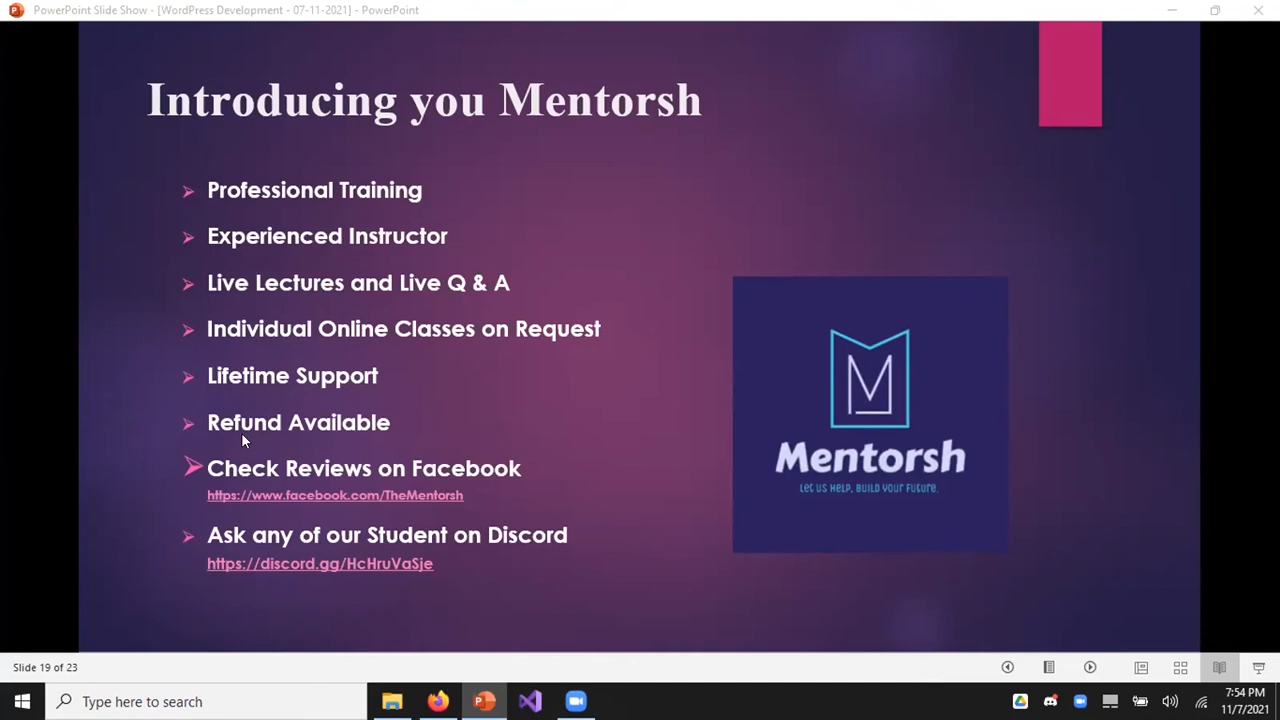 PowerPoint Slide Show - [WordPress Development - 07-11-2021] - PowerPoint
Introducing you Mentorsh
Professional Training
Experienced Instructor
Live Lectures and Live Q & A
Individual Online Classes on Request
Lifetime Support
Refund Available
Check Reviews on Facebook
https://www.facebook.com/TheMentorsh
Ask any of our Student on Discord
https://discord.gg/HcHruVaSje
M
Mentorsh
Let us help, build your future.
Slide 19 of 23
Type here to search
7:54 PM
11/7/2021